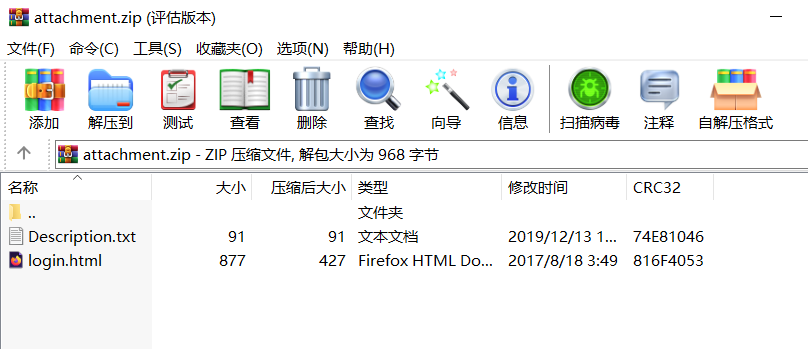 attachment.zip (评估版本)
文件(F) 命令(C) 工具(S) 收藏夹(O) 选项(N) 帮助(H)
添加 解压到 测试 查看 删除 查找 向导 信息 扫描病毒 注释 自解压格式
attachment.zip - ZIP 压缩文件, 解包大小为 968 字节
名称 大小 压缩后大小 类型 修改时间 CRC32
.. 文件夹
Description.txt 91 91 文本文档 2019/12/13 1... 74E81046
login.html 877 427 Firefox HTML Do... 2017/8/18 3:49 816F4053